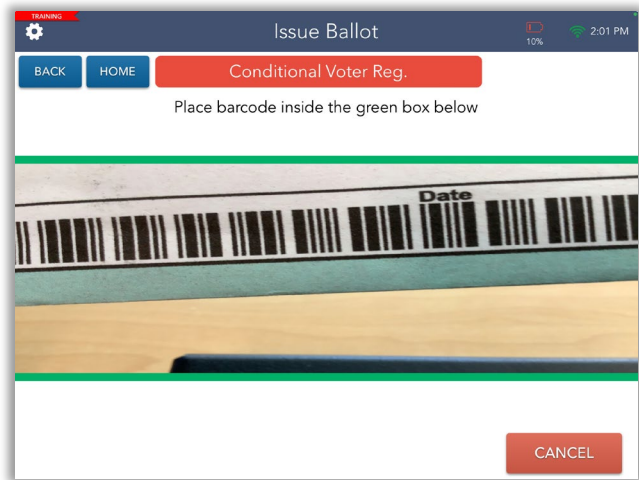 TRAINING
Issue Ballot
10%
2:01 PM
BACK
HOME
Conditional Voter Reg.
Place barcode inside the green box below
Date
CANCEL